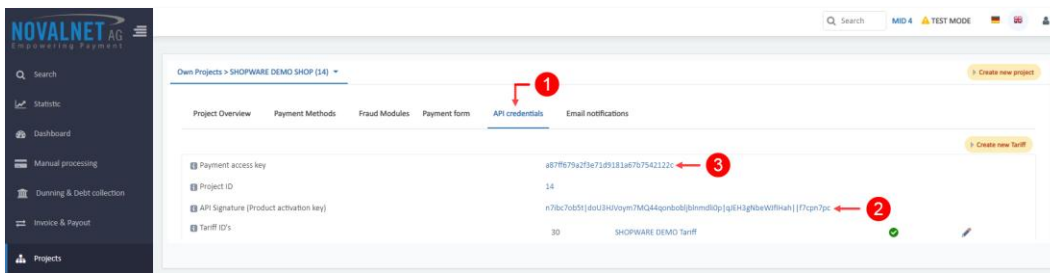 NOVALNET AG
Empowering Payment
Search
MID 4
TEST MODE
Search
Statistic
Dashboard
Manual processing
Dunning & Debt collection
Invoice & Payout
Projects
Own Projects > SHOPWARE DEMO SHOP (14)
Create new project
1
Project Overview Payment Methods Fraud Modules Payment form API credentials Email notifications
Create new Tariff
Payment access key a87ff679a2f3e71d9181a67b7542122c 3
Project ID 14
API Signature (Product activation key) 2
Tariff ID's 30 SHOPWARE DEMO Tariff